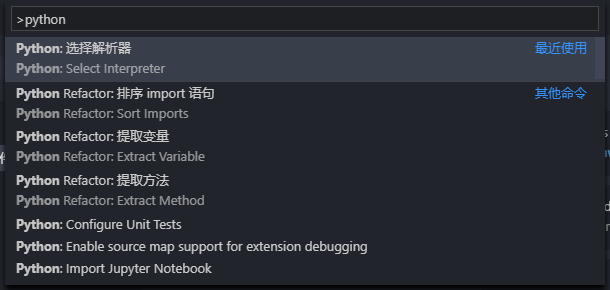 >python
Python: 选择解析器 最近使用
Python: Select Interpreter
Python Refactor: 排序 import 语句 其他命令
Python Refactor: Sort Imports
Python Refactor: 提取变量
Python Refactor: Extract Variable
Python Refactor: 提取方法
Python Refactor: Extract Method
Python: Configure Unit Tests
Python: Enable source map support for extension debugging
Python: Import Jupyter Notebook